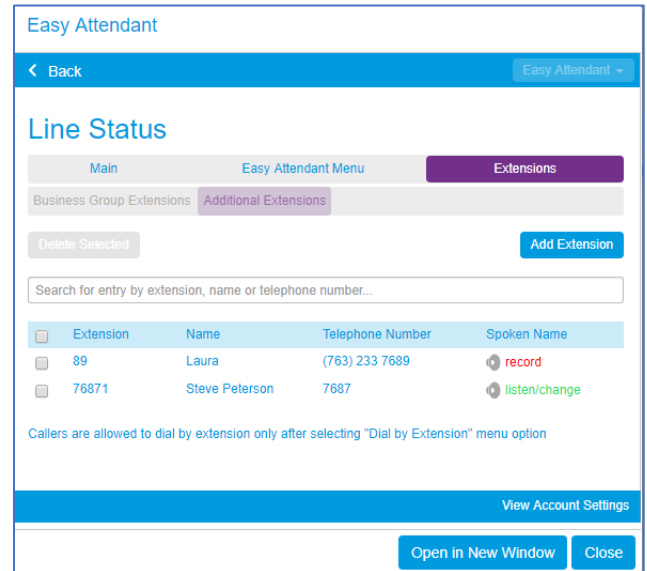 Easy Attendant
Back Easy Attendant
Line Status
Main Easy Attendant Menu Extensions
Business Group Extensions Additional Extensions
Delete Selected Add Extension
Search for entry by extension, name or telephone number...
Extension Name Telephone Number Spoken Name
89 Laura (763) 233 7689 record
76871 Steve Peterson 7687 listen/change
Callers are allowed to dial by extension only after selecting "Dial by Extension" menu option
View Account Settings
Open in New Window Close